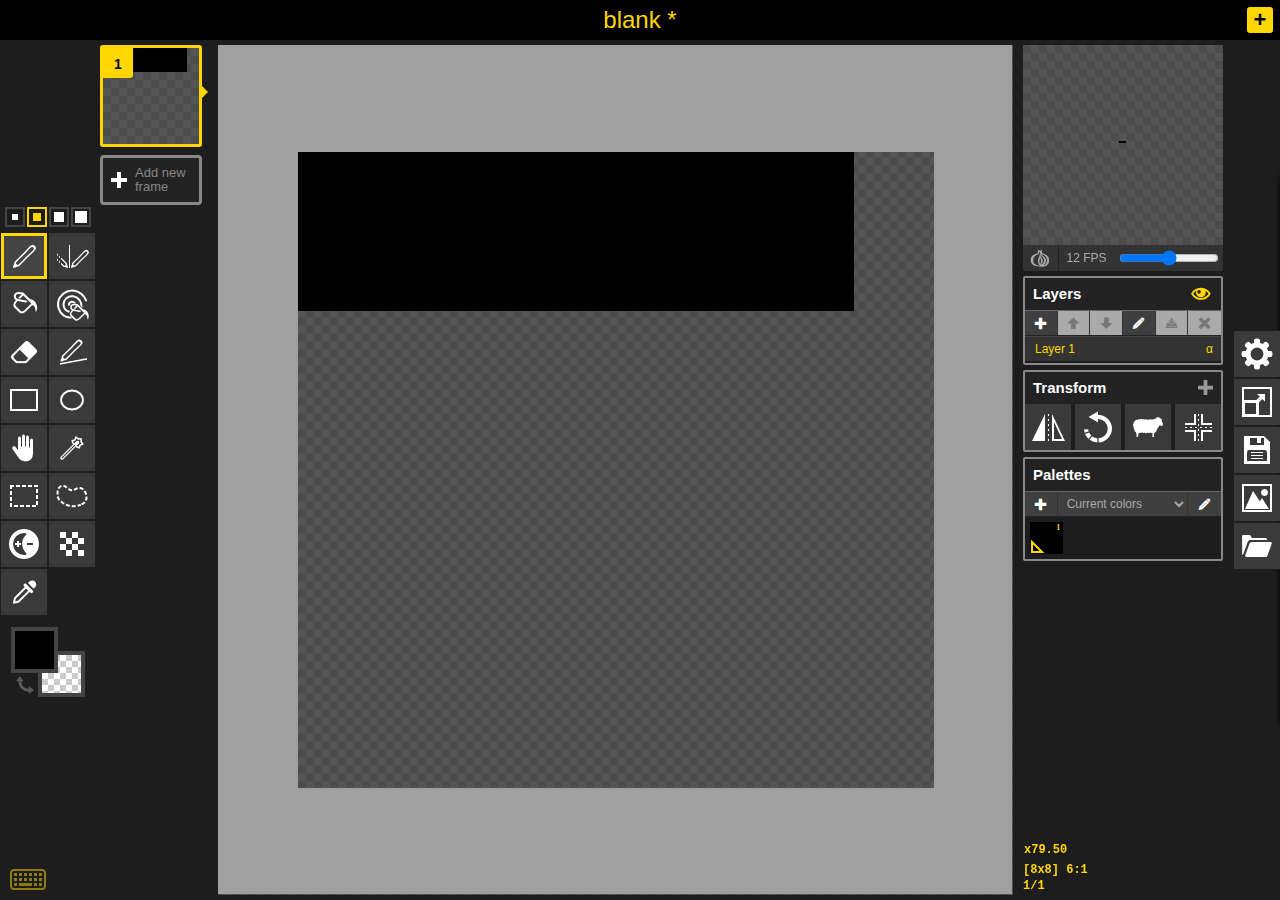 blank *
1
Add new
frame
12 FPS
Layers
Layer 1
α
Transform
Palettes
Current colors
1
x79.50
[8x8] 6:1
1/1